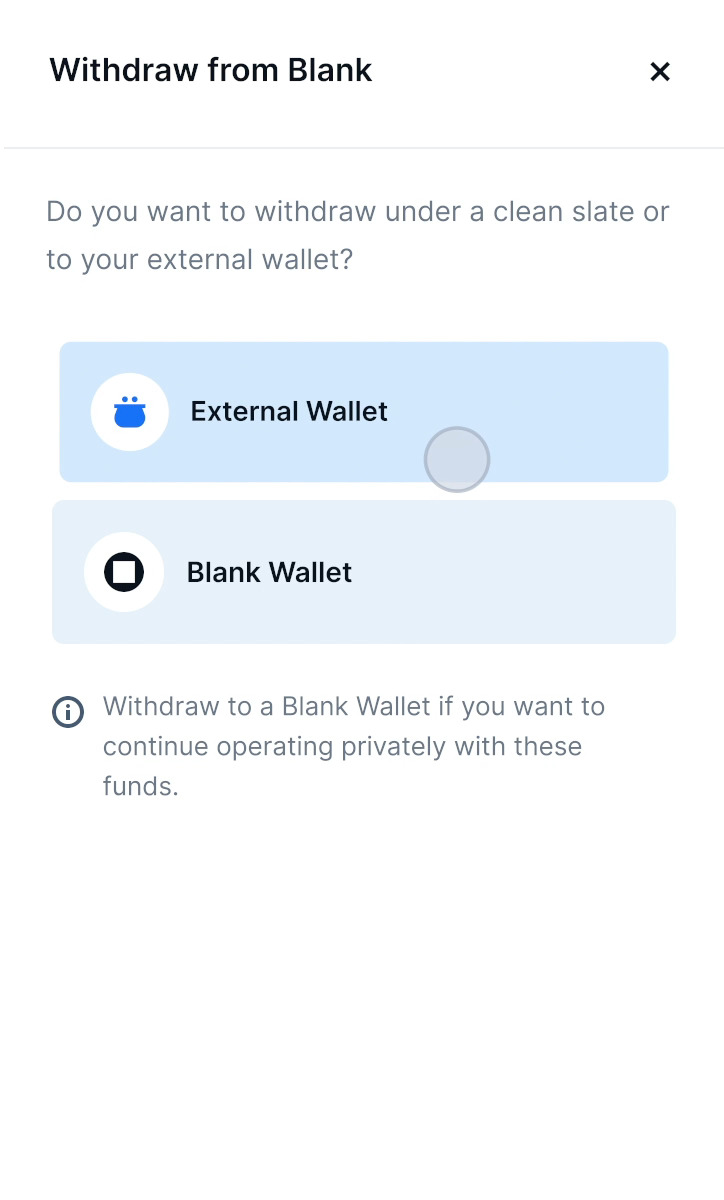 Withdraw from Blank
Do you want to withdraw under a clean slate or
to your external wallet?
External Wallet
Blank Wallet
Withdraw to a Blank Wallet if you want to
continue operating privately with these
funds.